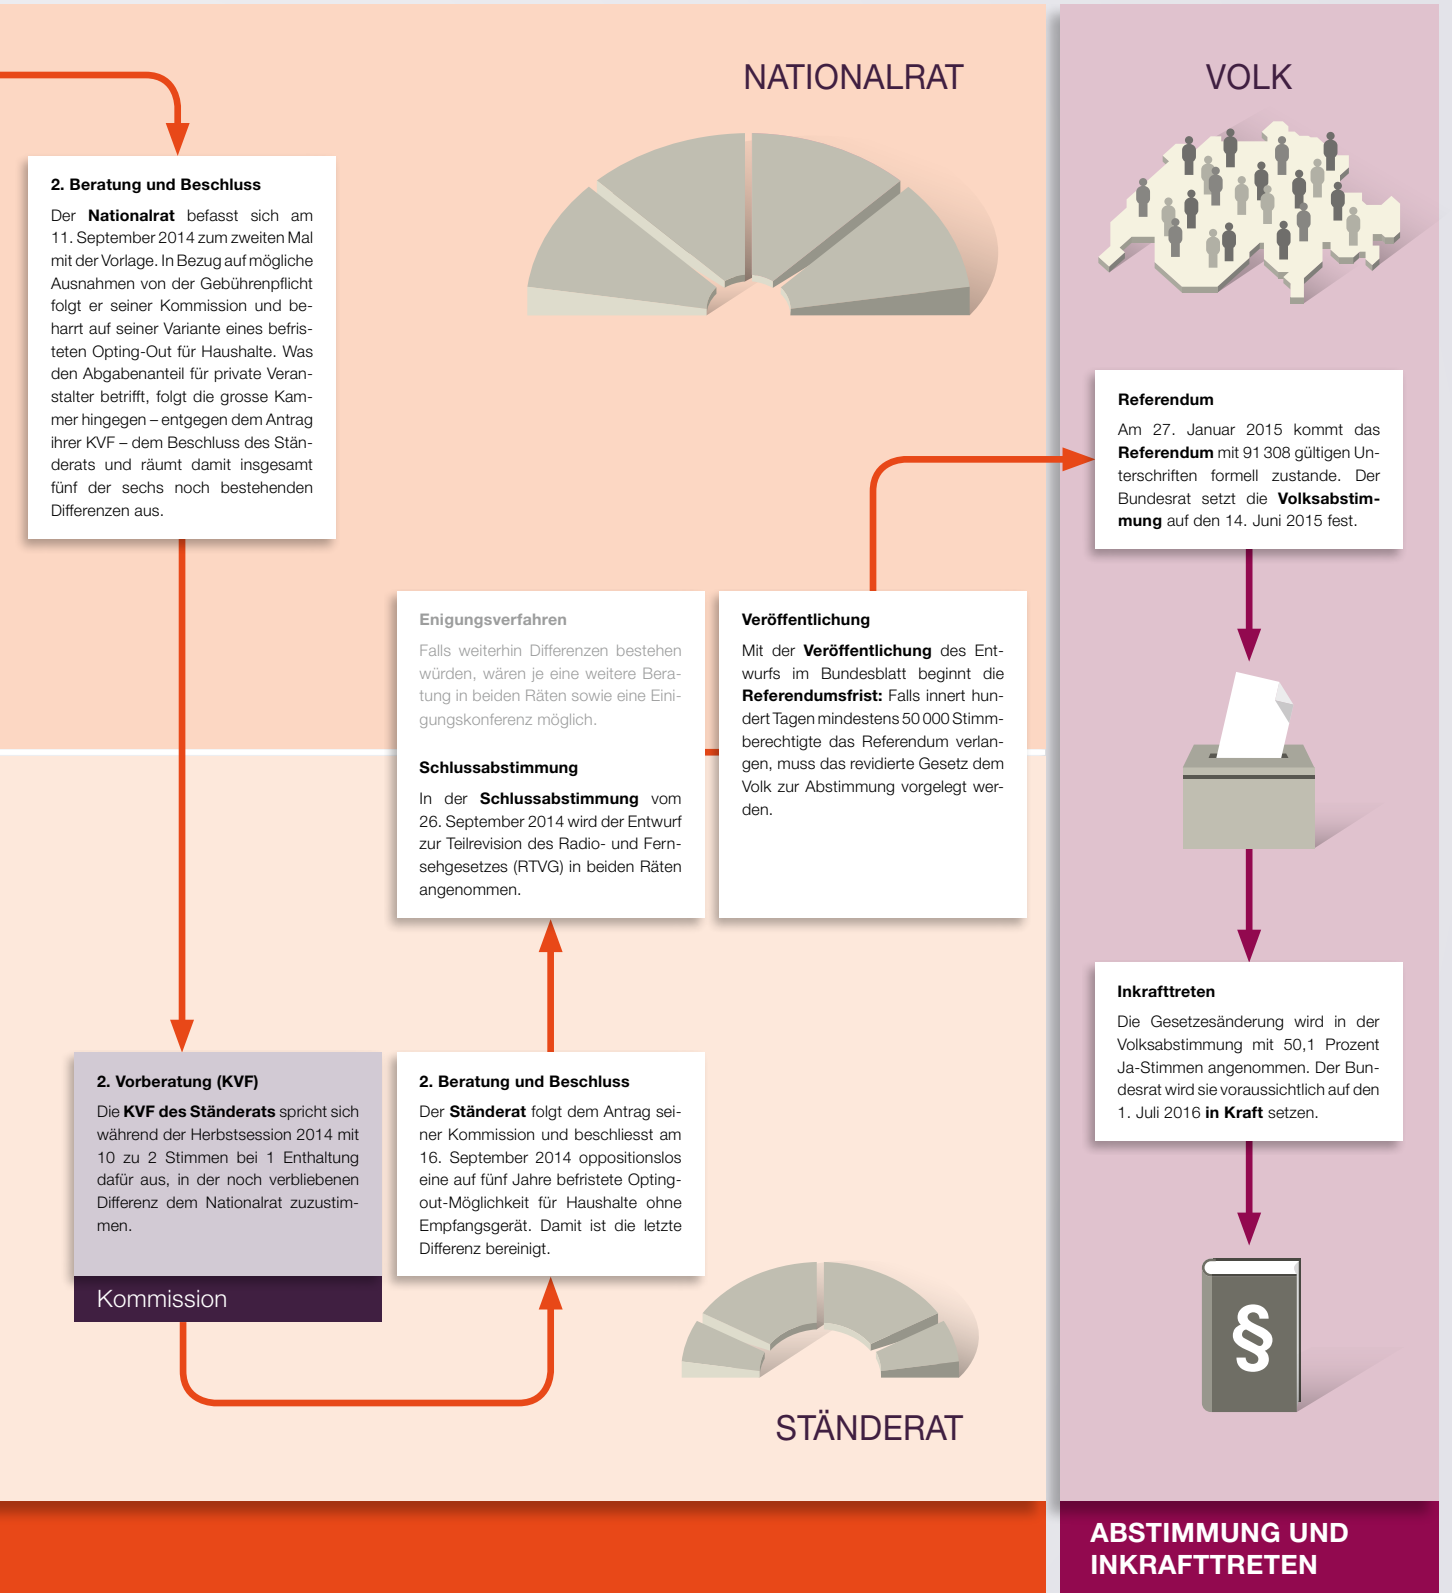 NATIONALRAT
2. Beratung und Beschluss
Der Nationalrat befasst sich am
11. September 2014 zum zweiten Mal
mit der Vorlage. In Bezug auf mögliche
Ausnahmen von der Gebührenpflicht
folgt er seiner Kommission und be-
harrt auf seiner Variante eines befris-
teten Opting-Out für Haushalte. Was
den Abgabenanteil für private Veran-
stalter betrifft, folgt die grosse Kam-
mer hingegen – entgegen dem Antrag
ihrer KVF – dem Beschluss des Stän-
derats und räumt damit insgesamt
fünf der sechs noch bestehenden
Differenzen aus.
2. Vorberatung (KVF)
Die KVF des Ständerats spricht sich
während der Herbstsession 2014 mit
10 zu 2 Stimmen bei 1 Enthaltung
dafür aus, in der noch verbliebenen
Differenz dem Nationalrat zuzustim-
men.
Kommission
2. Beratung und Beschluss
Der Ständerat folgt dem Antrag sei-
ner Kommission und beschliesst am
16. September 2014 oppositionslos
eine auf fünf Jahre befristete Opting-
out-Möglichkeit für Haushalte ohne
Empfangsgerät. Damit ist die letzte
Differenz bereinigt.
STÄNDERAT
Enigungsverfahren
Falls weiterhin Differenzen bestehen
würden, wären je eine weitere Bera-
tung in beiden Räten sowie eine Eini-
gungskonferenz möglich.
Schlussabstimmung
In der Schlussabstimmung vom
26. September 2014 wird der Entwurf
zur Teilrevision des Radio- und Fern-
sehgesetzes (RTVG) in beiden Räten
angenommen.
Veröffentlichung
Mit der Veröffentlichung des Ent-
wurfs im Bundesblatt beginnt die
Referendumsfrist: Falls innert hun-
dert Tagen mindestens 50 000 Stimm-
berechtigte das Referendum verlan-
gen, muss das revidierte Gesetz dem
Volk zur Abstimmung vorgelegt wer-
den.
VOLK
Referendum
Am 27. Januar 2015 kommt das
Referendum mit 91 308 gültigen Un-
terschriften formell zustande. Der
Bundesrat setzt die Volksabstim-
mung auf den 14. Juni 2015 fest.
Inkrafttreten
Die Gesetzesänderung wird in der
Volksabstimmung mit 50,1 Prozent
Ja-Stimmen angenommen. Der Bun-
desrat wird sie voraussichtlich auf den
1. Juli 2016 in Kraft setzen.
§
ABSTIMMUNG UND
INKRAFTTRETEN